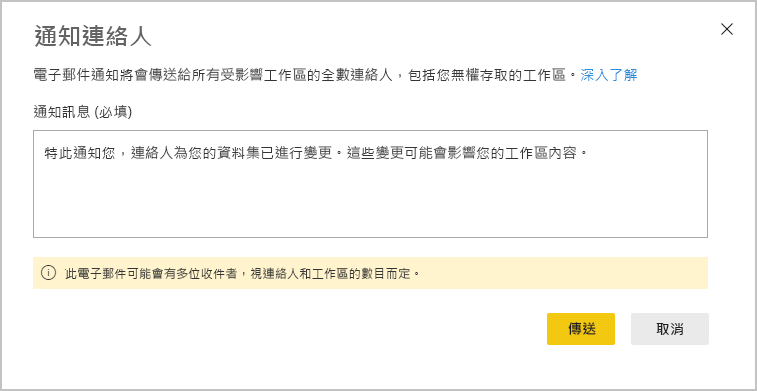 通知連絡人
電子郵件通知將會傳送給所有受影響工作區的全數連絡人，包括您無權存取的工作區。深入了解
通知訊息 (必填)
特此通知您，連絡人為您的資料集已進行變更。這些變更可能會影響您的工作區內容。
此電子郵件可能會有多位收件者，視連絡人和工作區的數目而定。
傳送 取消